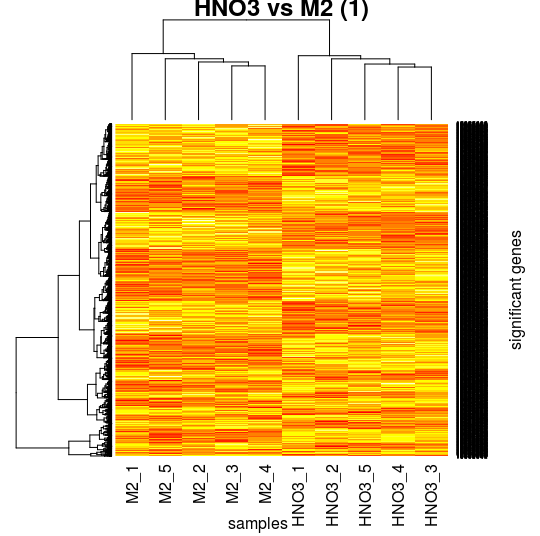 HNO3 vs M2 (1)
significant genes
M2_1
M2_5
M2_2
M2_3
M2_4
HNO3_1
HNO3_2
HNO3_5
HNO3_4
HNO3_3
samples